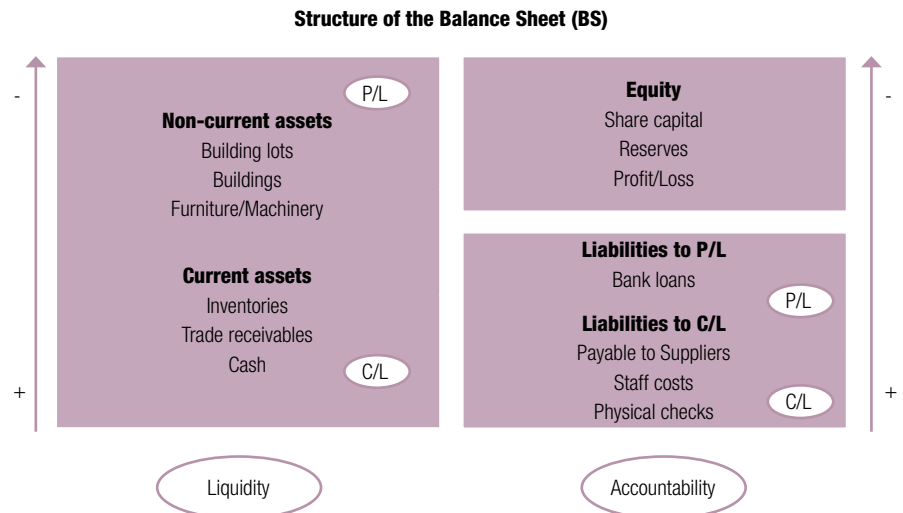 Structure of the Balance Sheet (BS)
-
P/L
Non-current assets
Building lots
Buildings
Furniture/Machinery
Current assets
Inventories
Trade receivables
Cash
C/L
+
Liquidity
Equity
Share capital
Reserves
Profit/Loss
-
Liabilities to P/L
Bank loans
P/L
Liabilities to C/L
Payable to Suppliers
Staff costs
Physical checks
C/L
+
Accountability